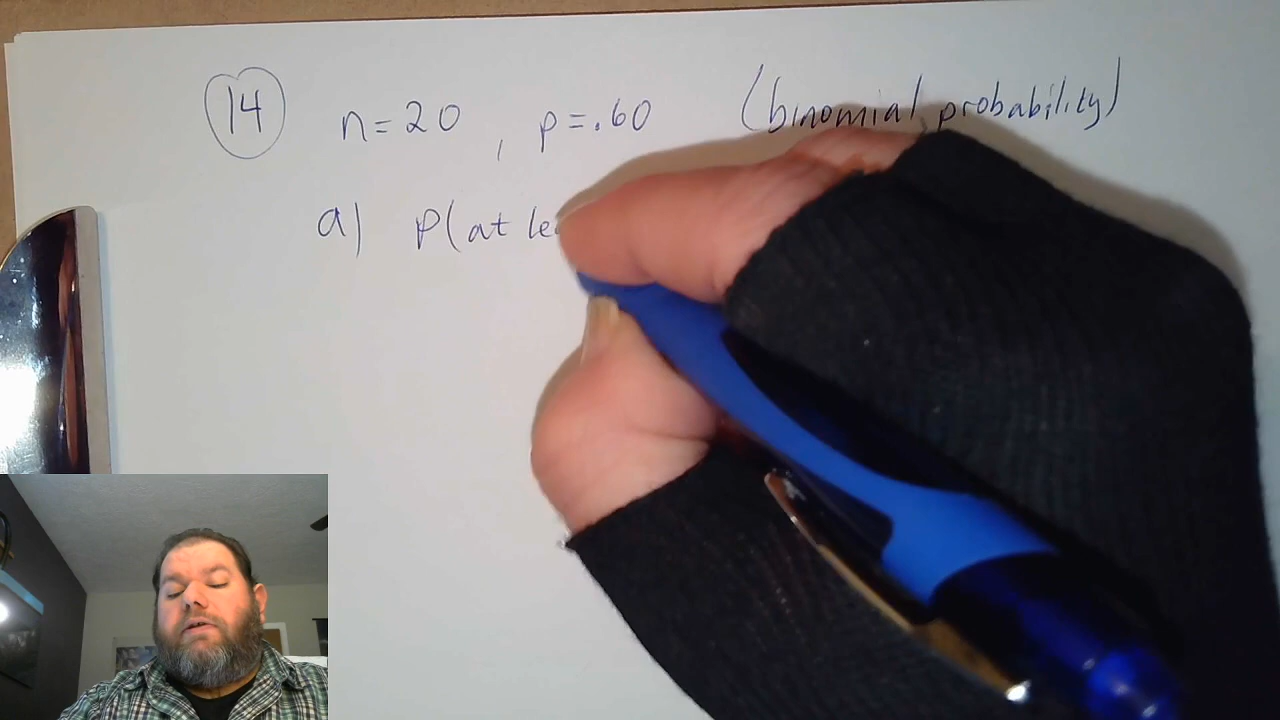 14 n=20, p=.60 (binomial probability)
a) P(at le